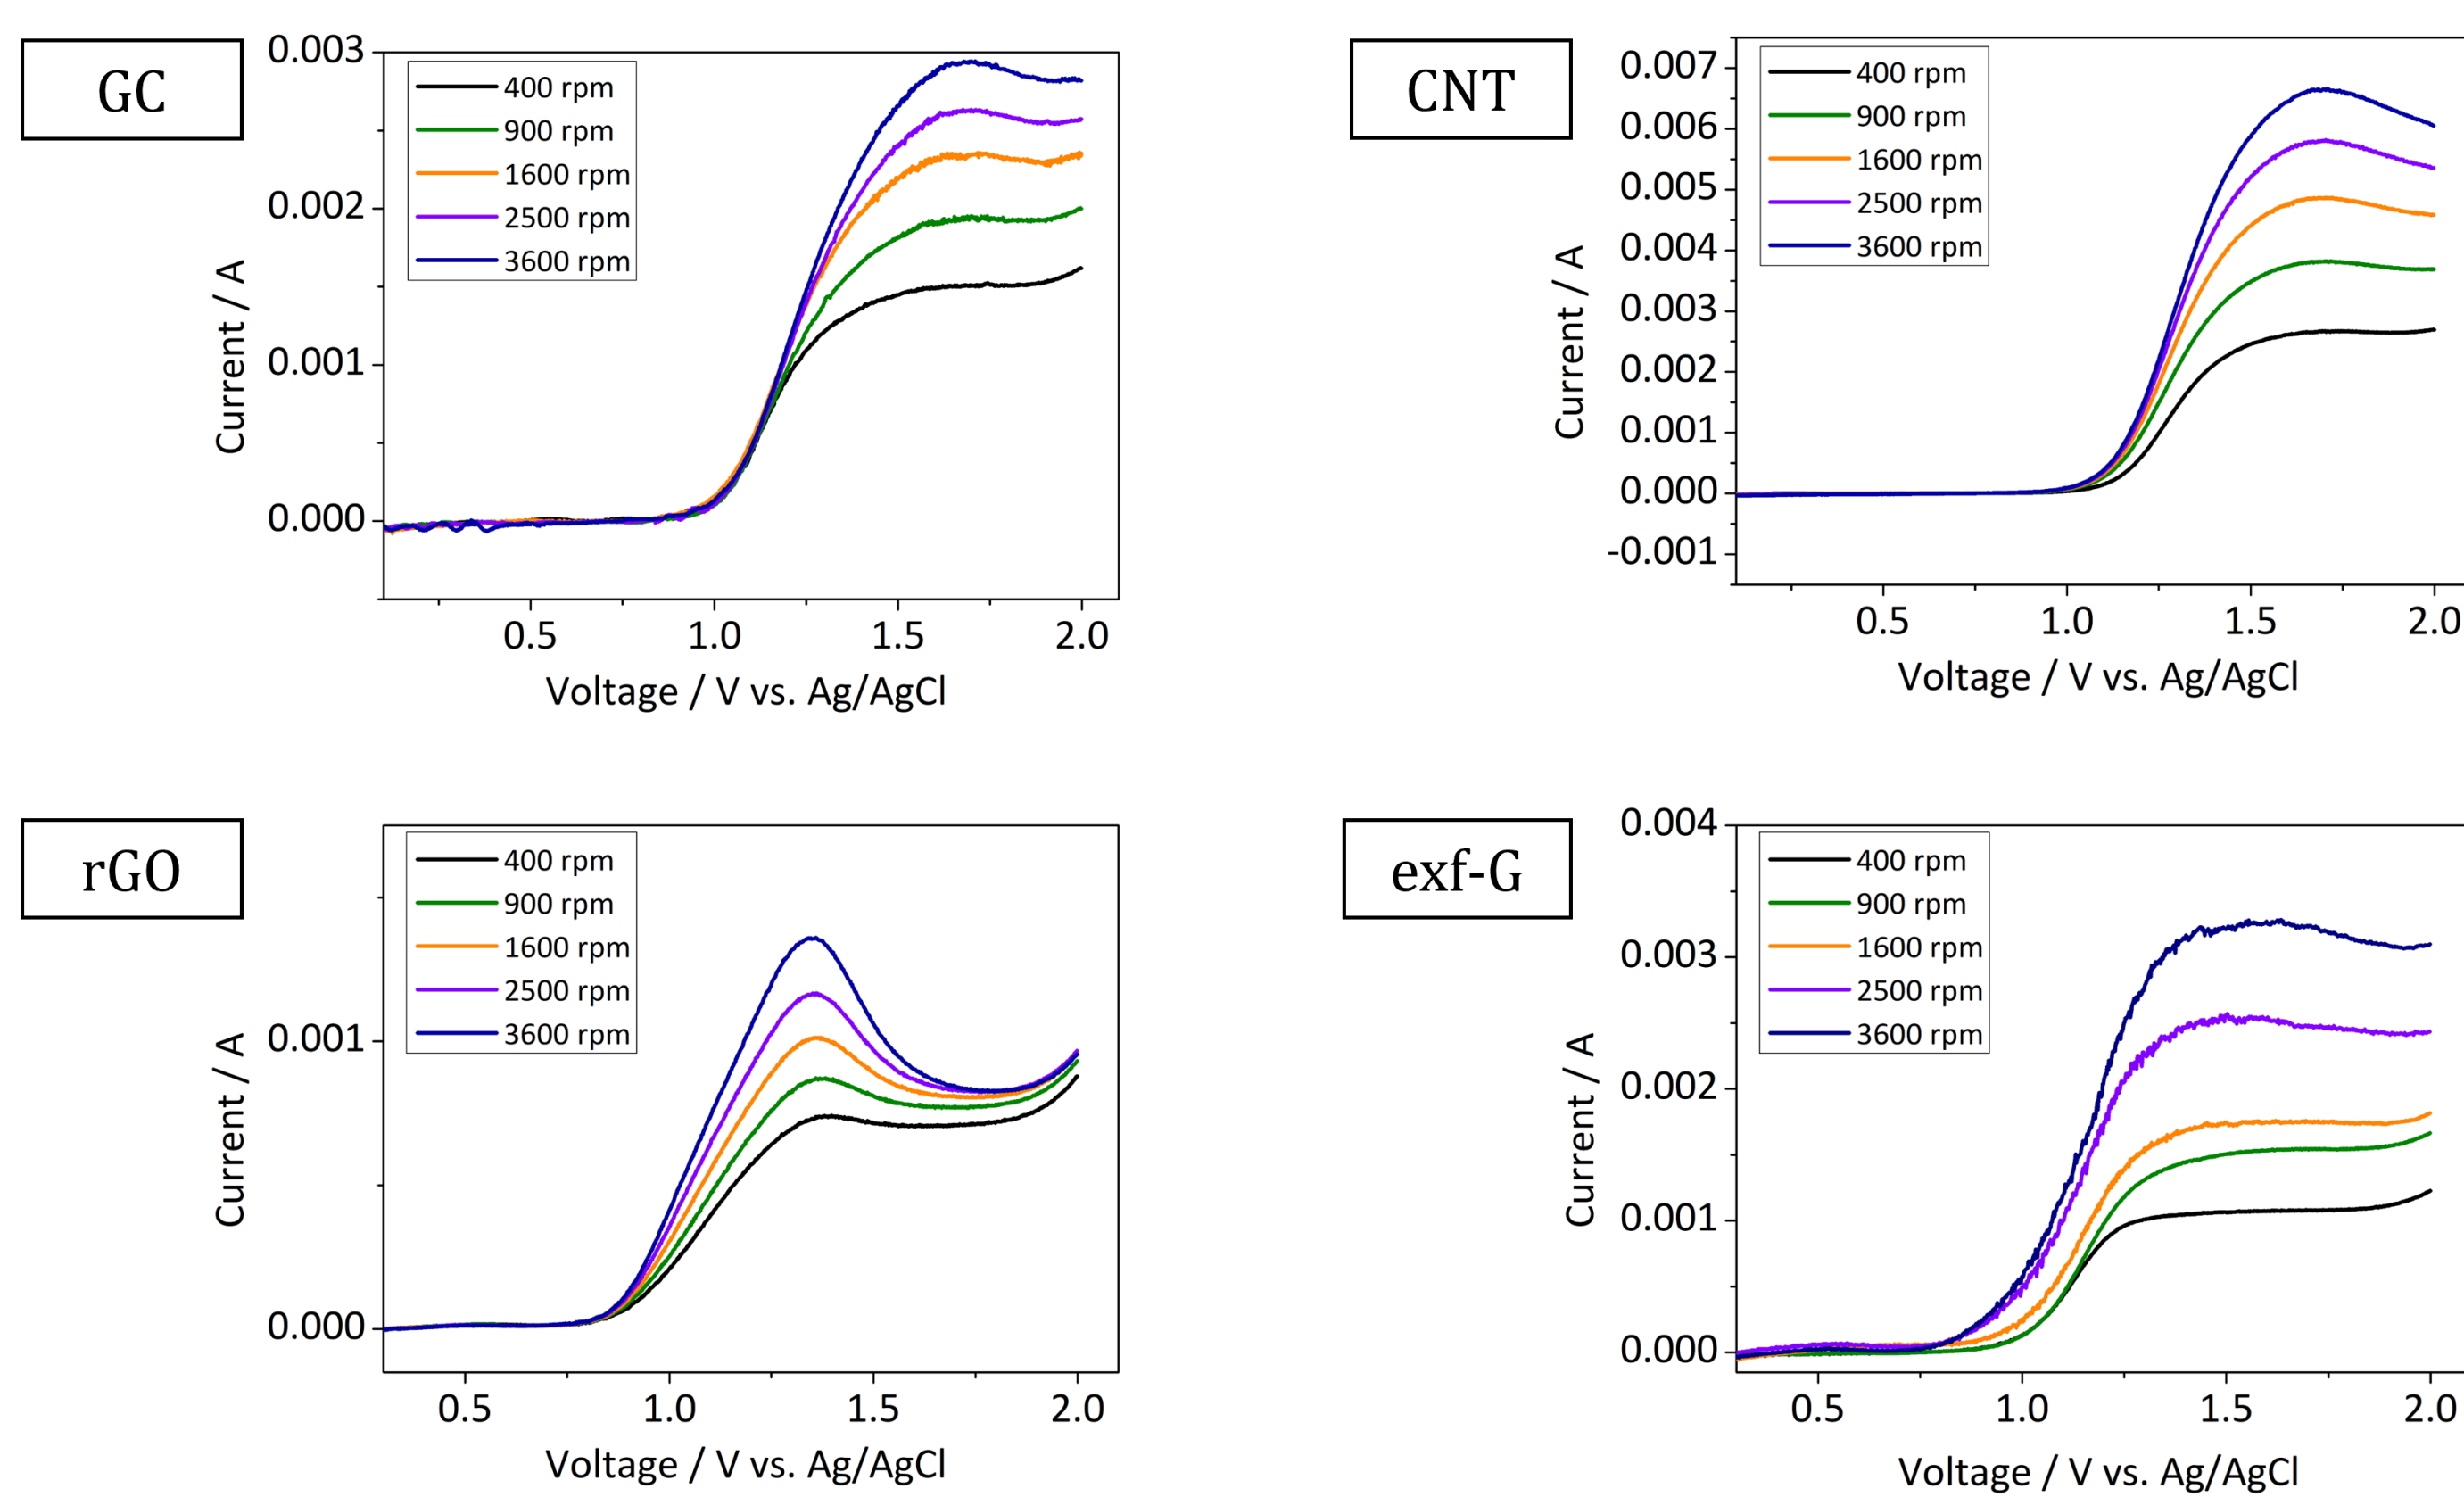 GC
0.003
0.002
0.001
0.000
Current / A
400 rpm
900 rpm
1600 rpm
2500 rpm
3600 rpm
0.5 1.0 1.5 2.0
Voltage / V vs. Ag/AgCl
CNT
0.007
0.006
0.005
0.004
0.003
0.002
0.001
0.000
-0.001
Current / A
400 rpm
900 rpm
1600 rpm
2500 rpm
3600 rpm
0.5 1.0 1.5 2.0
Voltage / V vs. Ag/AgCl
rGO
0.001
0.000
Current / A
400 rpm
900 rpm
1600 rpm
2500 rpm
3600 rpm
0.5 1.0 1.5 2.0
Voltage / V vs. Ag/AgCl
exf-G
0.004
0.003
0.002
0.001
0.000
Current / A
400 rpm
900 rpm
1600 rpm
2500 rpm
3600 rpm
0.5 1.0 1.5 2.0
Voltage / V vs. Ag/AgCl